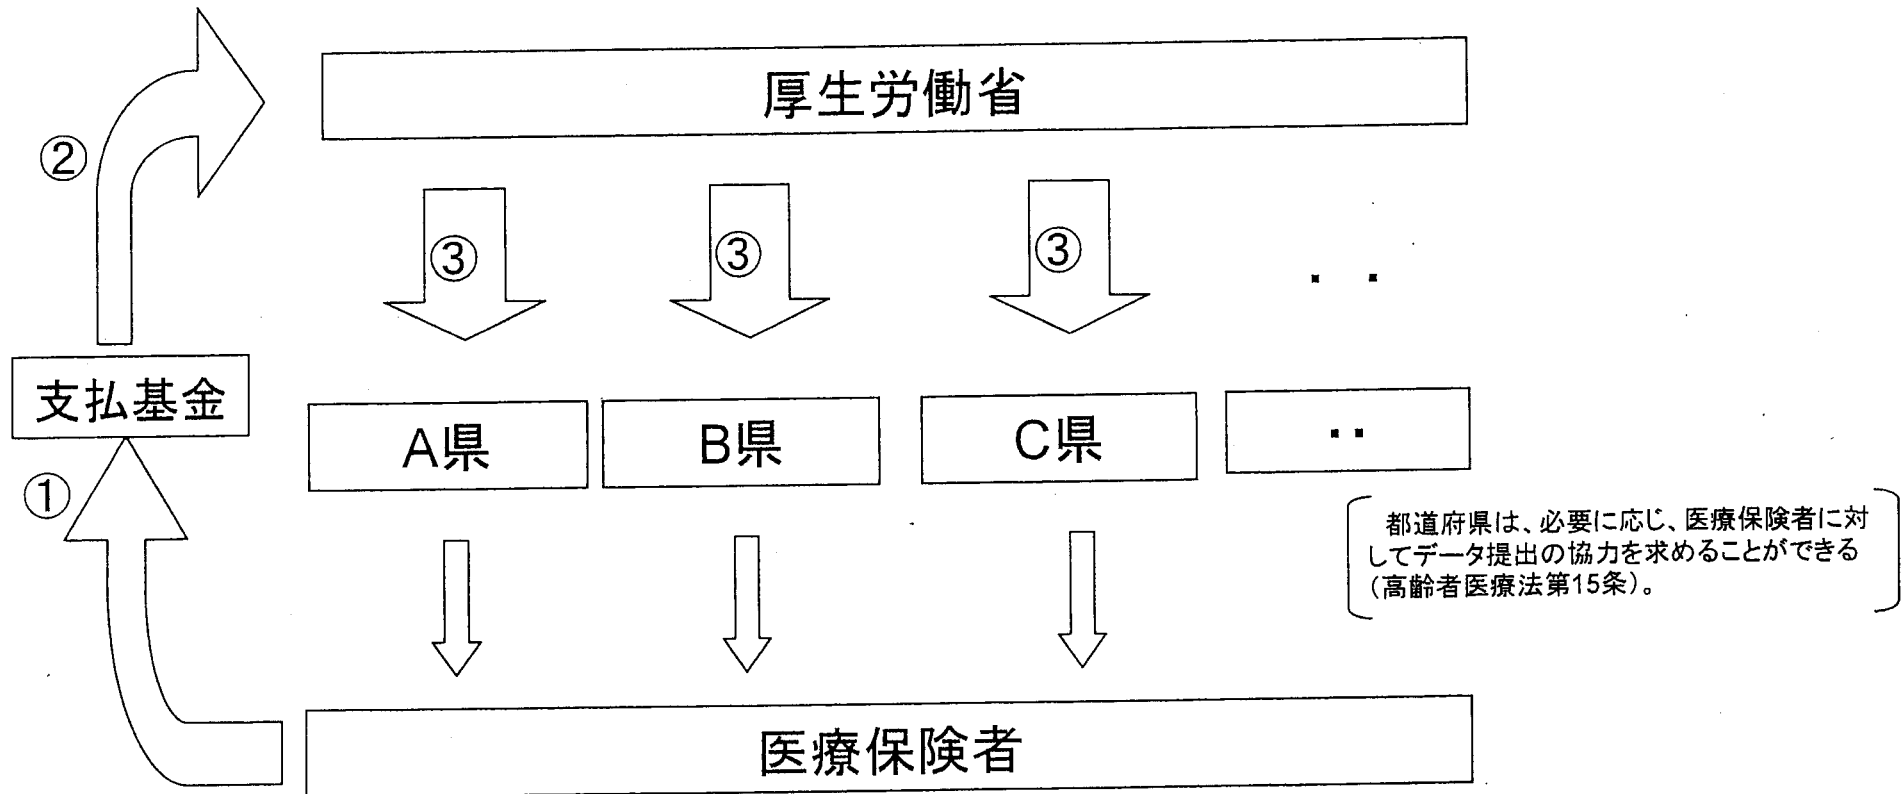 厚生労働省
②
③
③
③
・・
支払基金
A県
B県
C県
・・
①
都道府県は、必要に応じ、医療保険者に対
してデータ提出の協力を求めることができる
(高齢者医療法第15条)。
医療保険者